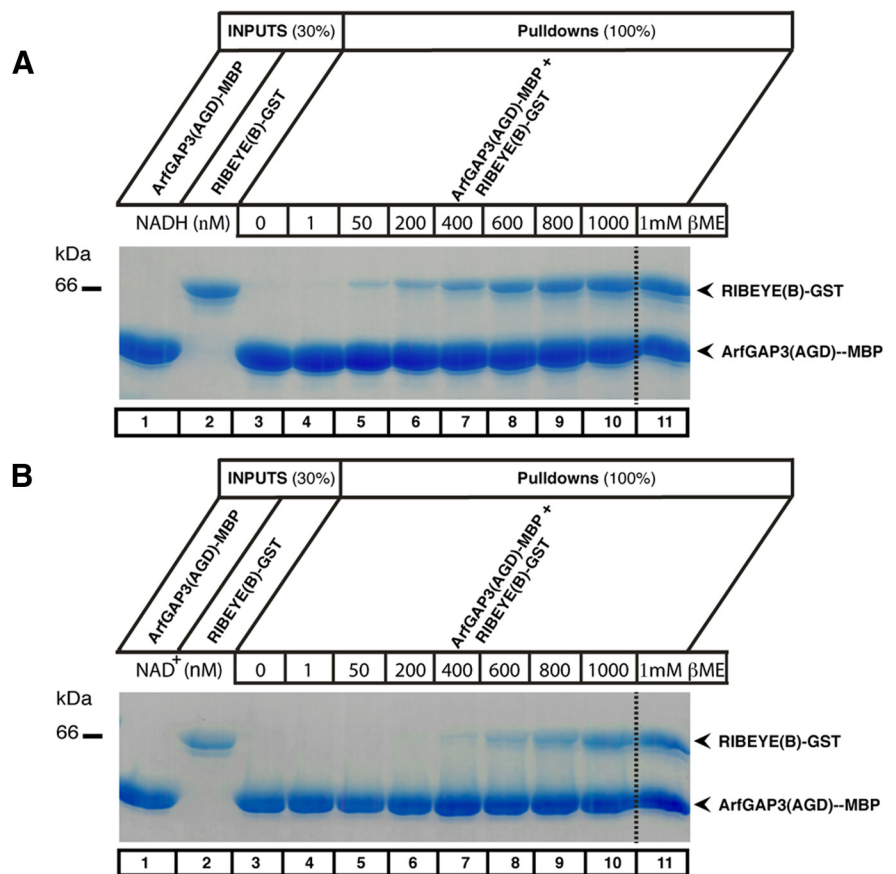 A
INPUTS (30%)
Pulldowns (100%)
ArfGAP3(AGD)-MBP
RIBEYE(B)-GST
ArfGAP3(AGD)-MBP +
RIBEYE(B)-GST
NADH (nM) 0 1 50 200 400 600 800 1000 1mM βME
kDa
66
RIBEYE(B)-GST
ArfGAP3(AGD)--MBP
1 2 3 4 5 6 7 8 9 10 11
B
INPUTS (30%)
Pulldowns (100%)
ArfGAP3(AGD)-MBP
RIBEYE(B)-GST
ArfGAP3(AGD)-MBP +
RIBEYE(B)-GST
NAD+ (nM) 0 1 50 200 400 600 800 1000 1mM βME
kDa
66
RIBEYE(B)-GST
ArfGAP3(AGD)--MBP
1 2 3 4 5 6 7 8 9 10 11